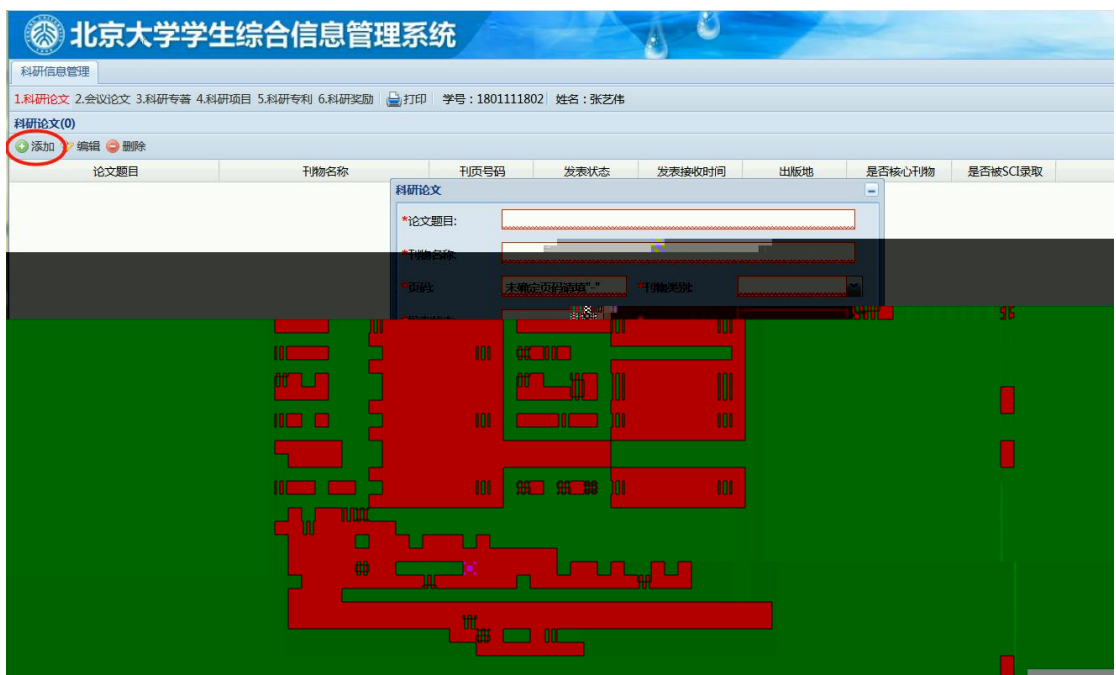 北京大学学生综合信息管理系统
科研信息管理
1.科研论文 2.会议论文 3.科研专著 4.科研项目 5.科研专利 6.科研奖励 打印 学号：1801111802 姓名：张艺伟
科研论文(0)
添加 编辑 删除
论文题目 刊物名称 刊页号码 发表状态 发表接收时间 出版地 是否核心刊物 是否被SCI录取
科研论文
*论文题目:
*刊物名称:
*页码: 未确定页码请填"-" *刊物类别: